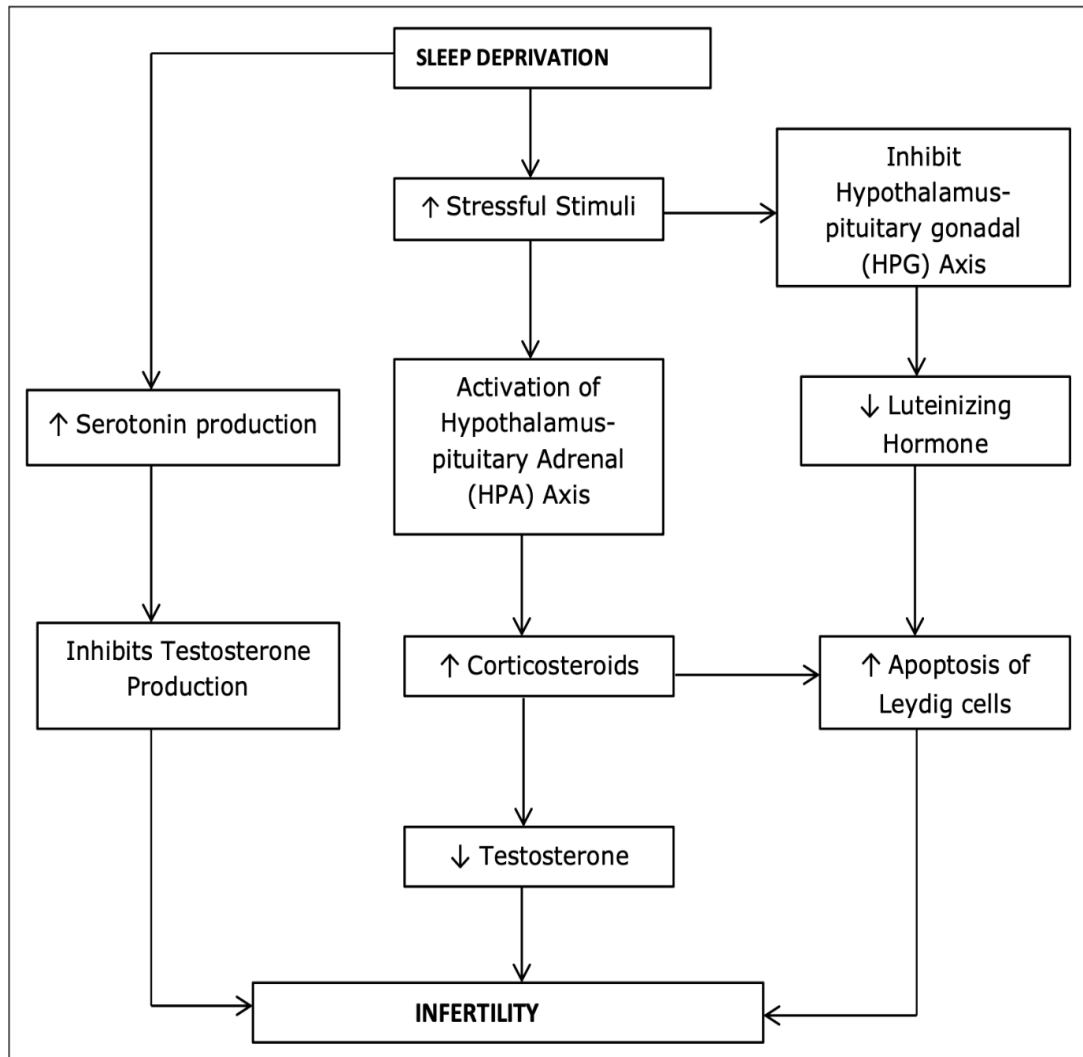 SLEEP DEPRIVATION
↑ Stressful Stimuli
Inhibit
Hypothalamus-
pituitary gonadal
(HPG) Axis
↑ Serotonin production
Activation of
Hypothalamus-
pituitary Adrenal
(HPA) Axis
↓ Luteinizing
Hormone
Inhibits Testosterone
Production
↑ Corticosteroids
↑ Apoptosis of
Leydig cells
↓ Testosterone
INFERTILITY